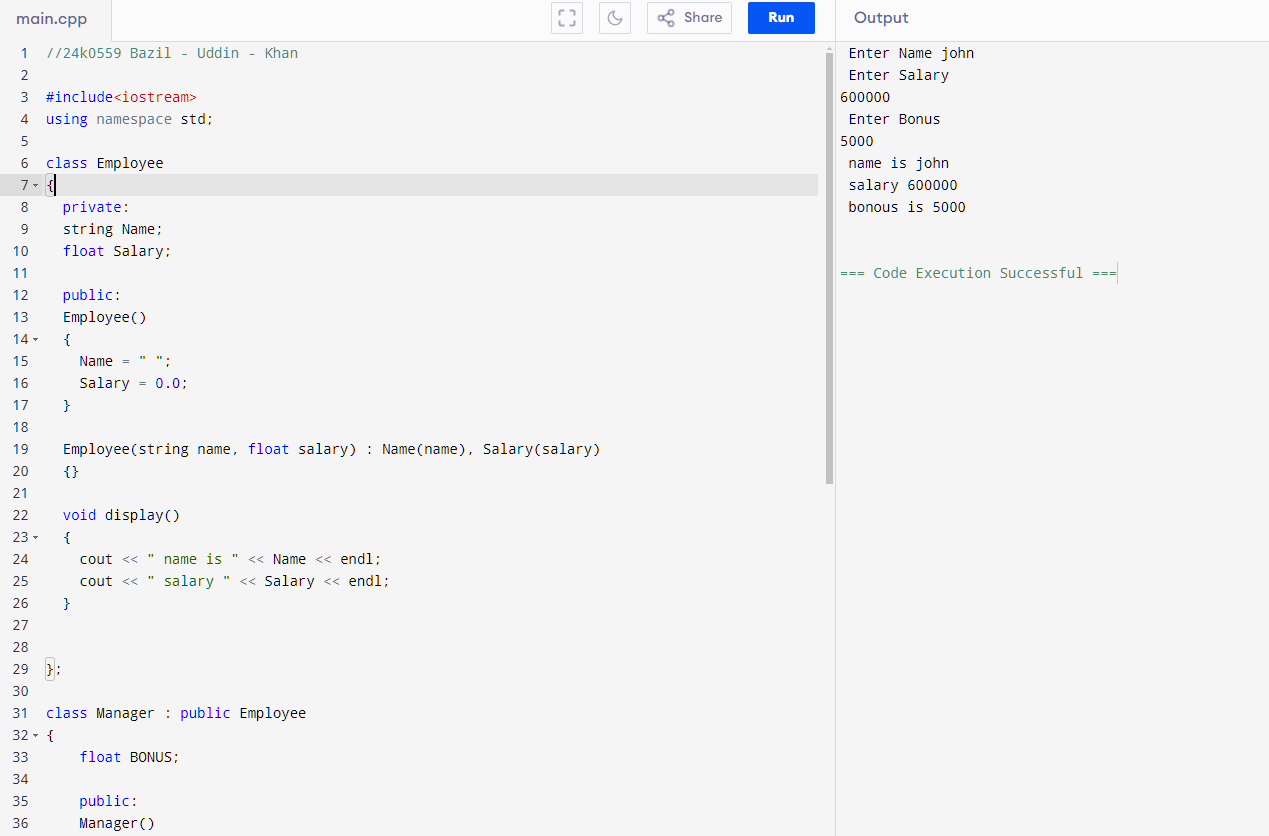 main.cpp
Share
Run
Output
1 //24k0559 Bazil - Uddin - Khan
2
3 #include<iostream>
4 using namespace std;
5
6 class Employee
7 {
8 private:
9 string Name;
10 float Salary;
11
12 public:
13 Employee()
14 {
15 Name = " ";
16 Salary = 0.0;
17 }
18
19 Employee(string name, float salary) : Name(name), Salary(salary)
20 {}
21
22 void display()
23 {
24 cout << " name is " << Name << endl;
25 cout << " salary " << Salary << endl;
26 }
27
28
29 };
30
31 class Manager : public Employee
32 {
33 float BONUS;
34
35 public:
36 Manager()
Enter Name john
Enter Salary
600000
Enter Bonus
5000
name is john
salary 600000
bonous is 5000
=== Code Execution Successful ===